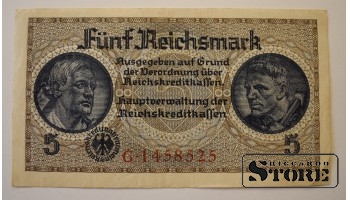 Fünf Reichsmark
Ausgegeben auf Grund
der Verordnung über
Reichskreditkassen.
Hauptverwaltung der
Reichskreditkassen.
5
5
G·1458525
STORE